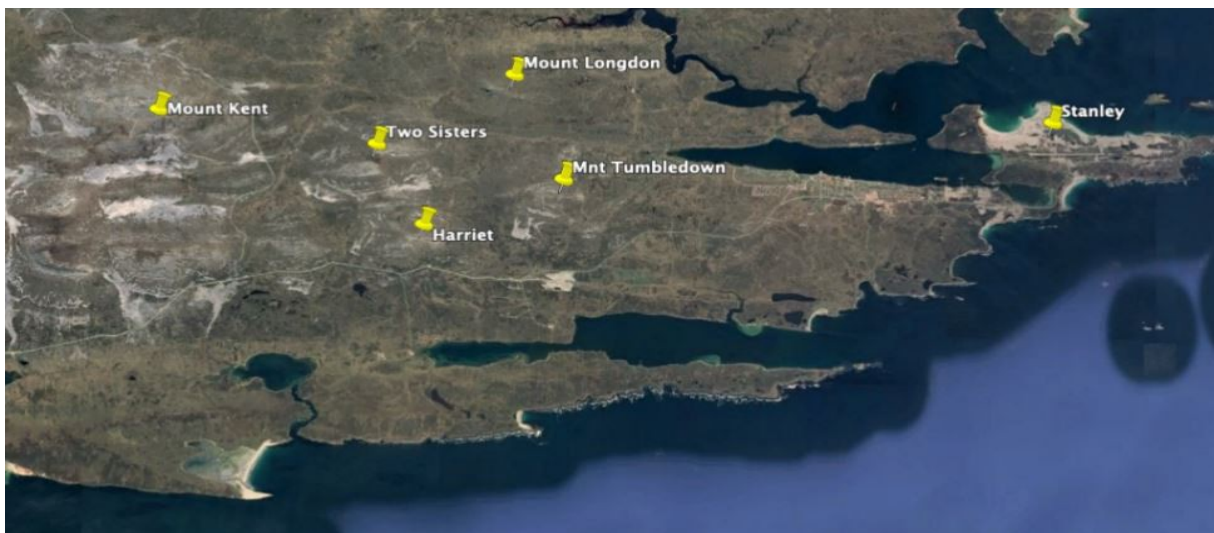 Mount Longdon
Mount Kent
Stanley
Two Sisters
Mnt Tumbledown
Harriet